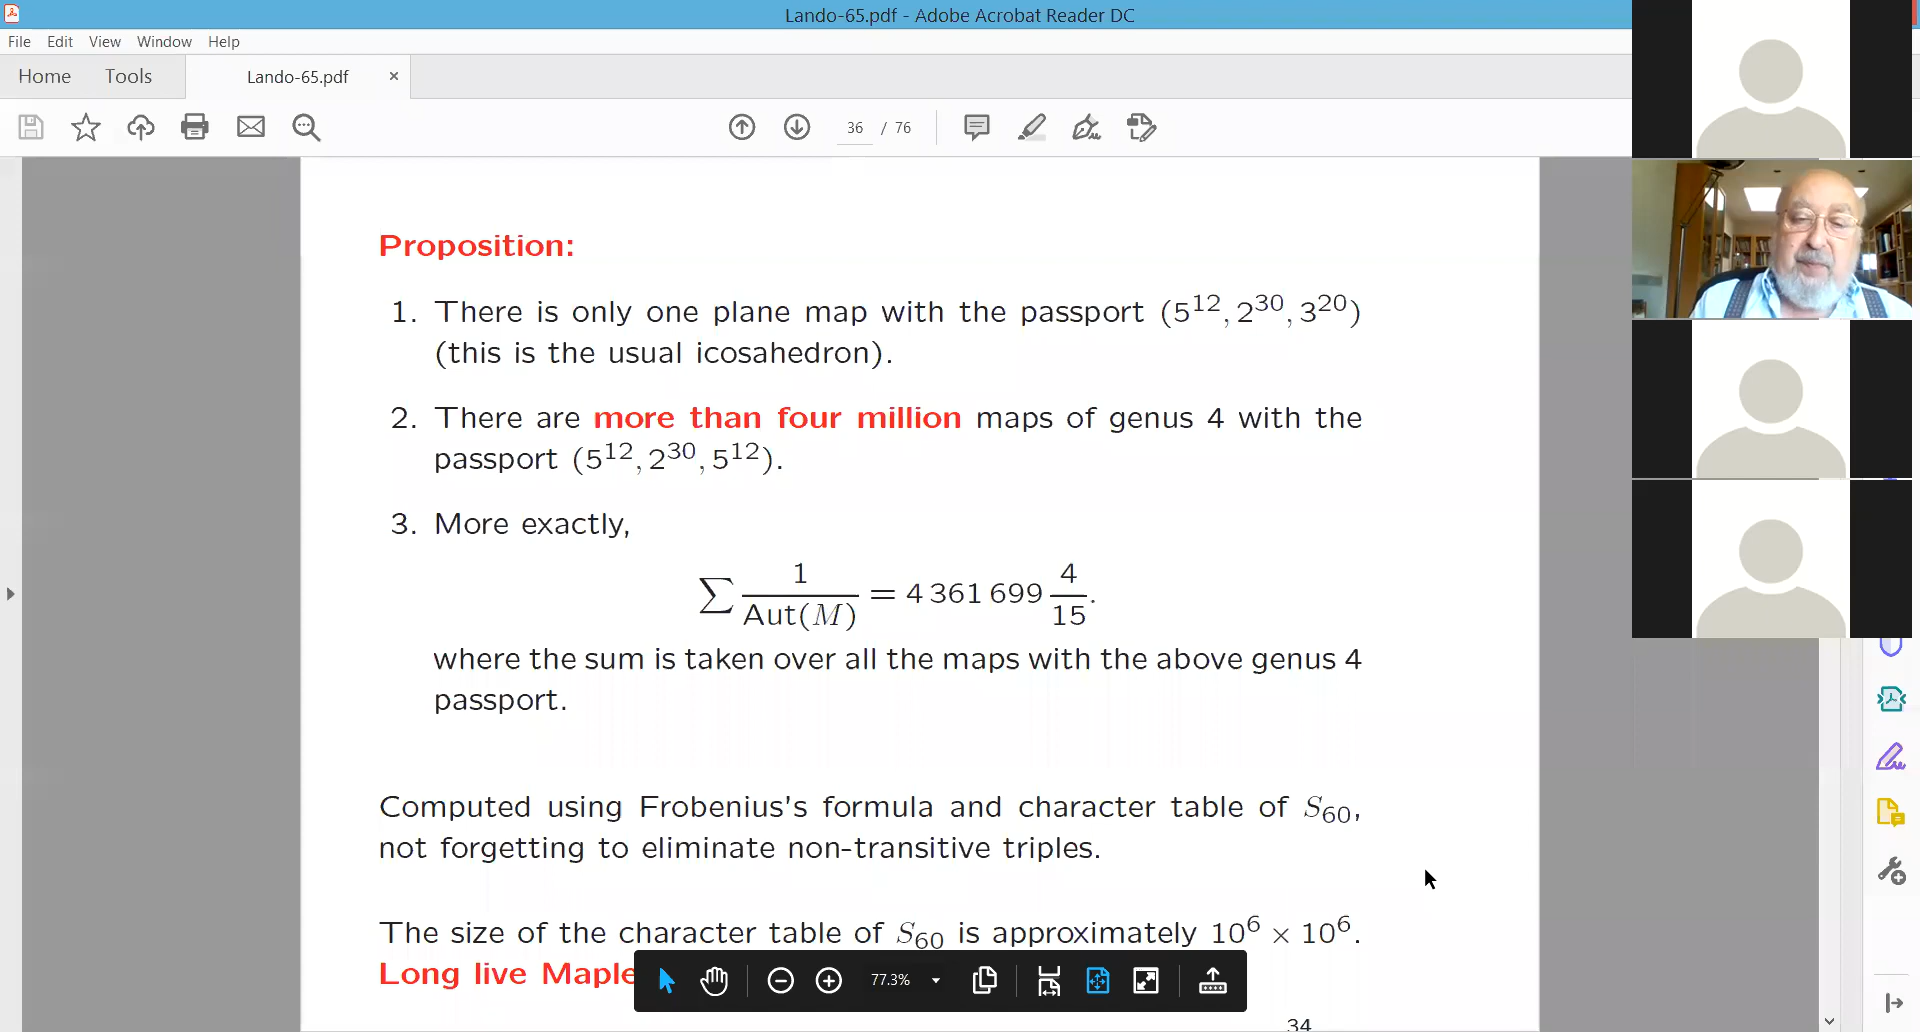 Lando-65.pdf - Adobe Acrobat Reader DC
File Edit View Window Help
Home Tools Lando-65.pdf ×
36 / 76
Proposition:
1. There is only one plane map with the passport (5^12, 2^30, 3^20)
(this is the usual icosahedron).
2. There are more than four million maps of genus 4 with the
passport (5^12, 2^30, 5^12).
3. More exactly,
∑ 1/Aut(M) = 4 361 699 4/15.
where the sum is taken over all the maps with the above genus 4
passport.
Computed using Frobenius's formula and character table of S_60,
not forgetting to eliminate non-transitive triples.
The size of the character table of S_60 is approximately 10^6 × 10^6.
Long live Maple
77.3%
34